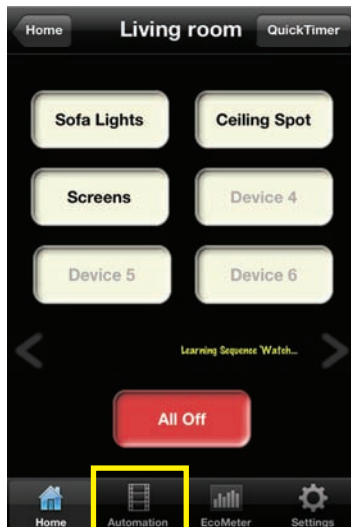 Home Living room QuickTimer
Sofa Lights Ceiling Spot
Screens Device 4
Device 5 Device 6
Learning Sequence 'Watch...
All Off
Home Automation EcoMeter Settings